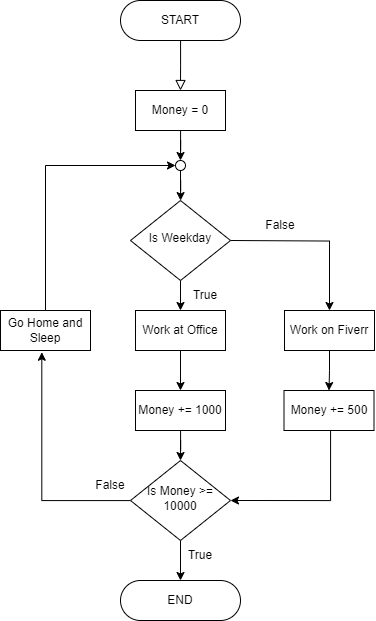 START
Money = 0
Is Weekday
False
True
Go Home and
Sleep
Work at Office
Work on Fiverr
Money += 1000
Money += 500
False
Is Money >=
10000
True
END